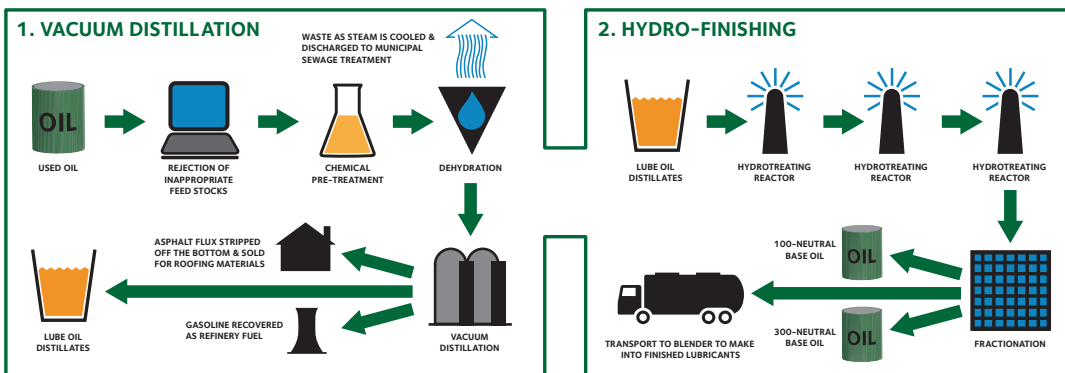 1. VACUUM DISTILLATION
WASTE AS STEAM IS COOLED &
DISCHARGED TO MUNICIPAL
SEWAGE TREATMENT
OIL
USED OIL
REJECTION OF
INAPPROPRIATE
FEED STOCKS
CHEMICAL
PRE-TREATMENT
DEHYDRATION
ASPHALT FLUX STRIPPED
OFF THE BOTTOM & SOLD
FOR ROOFING MATERIALS
GASOLINE RECOVERED
AS REFINERY FUEL
LUBE OIL
DISTILLATES
VACUUM
DISTILLATION
2. HYDRO-FINISHING
LUBE OIL
DISTILLATES
HYDROTREATING
REACTOR
HYDROTREATING
REACTOR
HYDROTREATING
REACTOR
100-NEUTRAL
BASE OIL
OIL
300-NEUTRAL
BASE OIL
OIL
TRANSPORT TO BLENDER TO MAKE
INTO FINISHED LUBRICANTS
FRACTIONATION